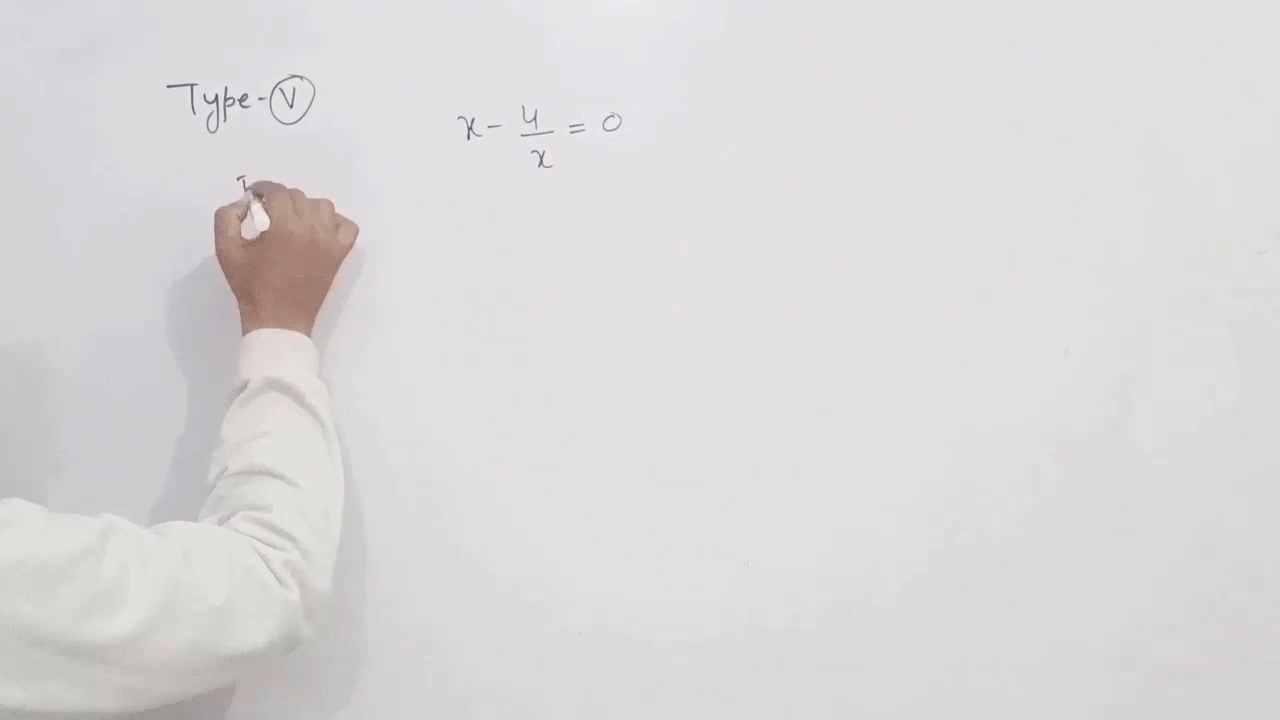 Type-V
x - 4/x = 0